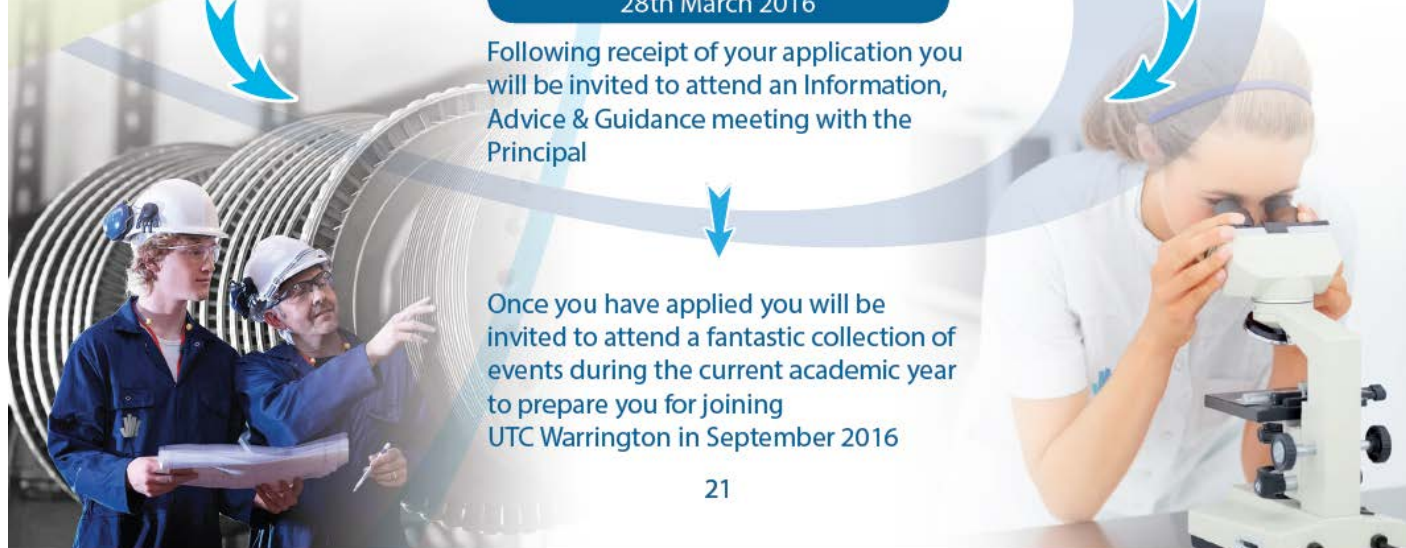 28th March 2016
Following receipt of your application you
will be invited to attend an Information,
Advice & Guidance meeting with the
Principal
Once you have applied you will be
invited to attend a fantastic collection of
events during the current academic year
to prepare you for joining
UTC Warrington in September 2016
21